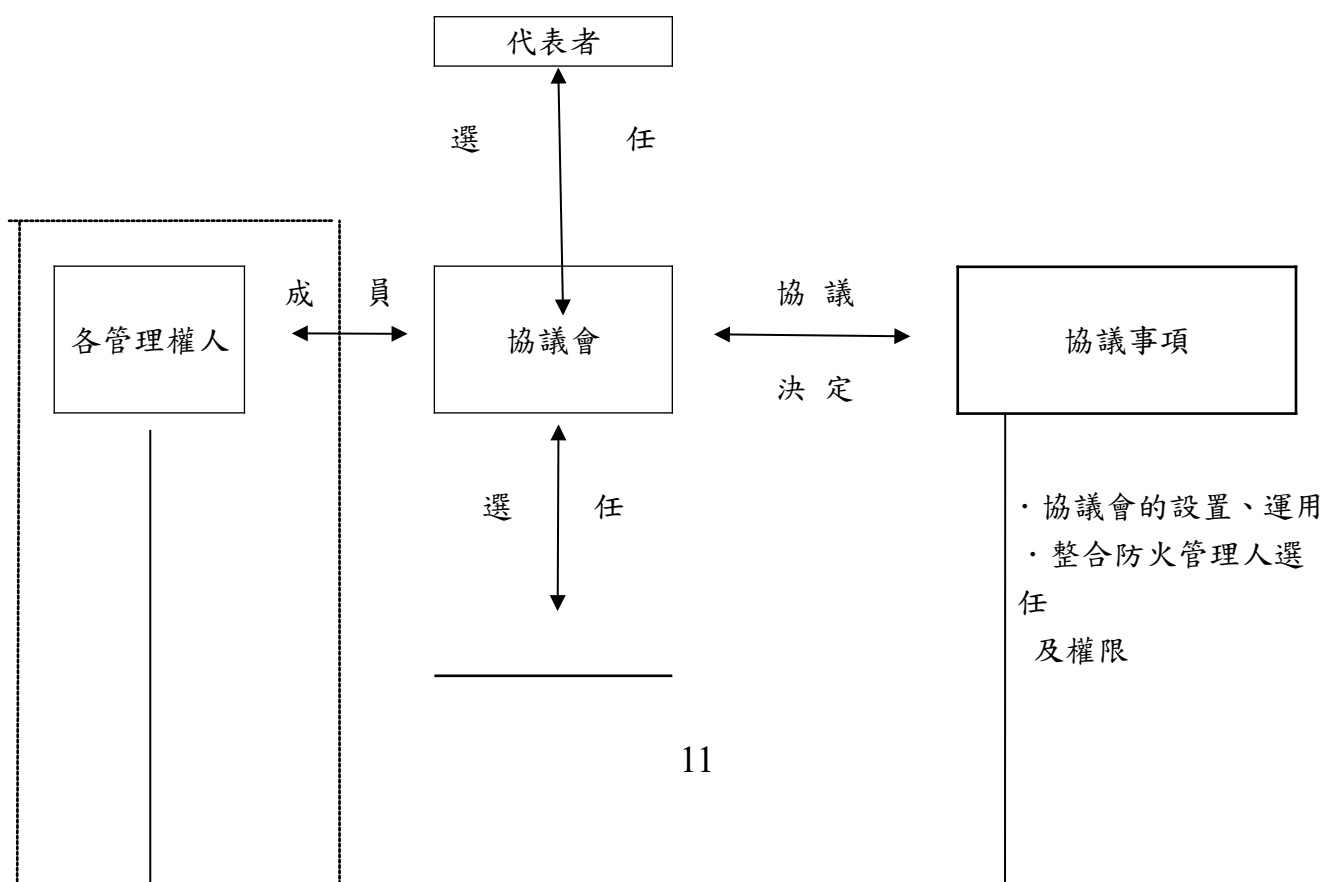 代表者
選 任
成 員
協 議
各管理權人
協議會
協議事項
決 定
選 任
．協議會的設置、運用
．整合防火管理人選
任
及權限
11